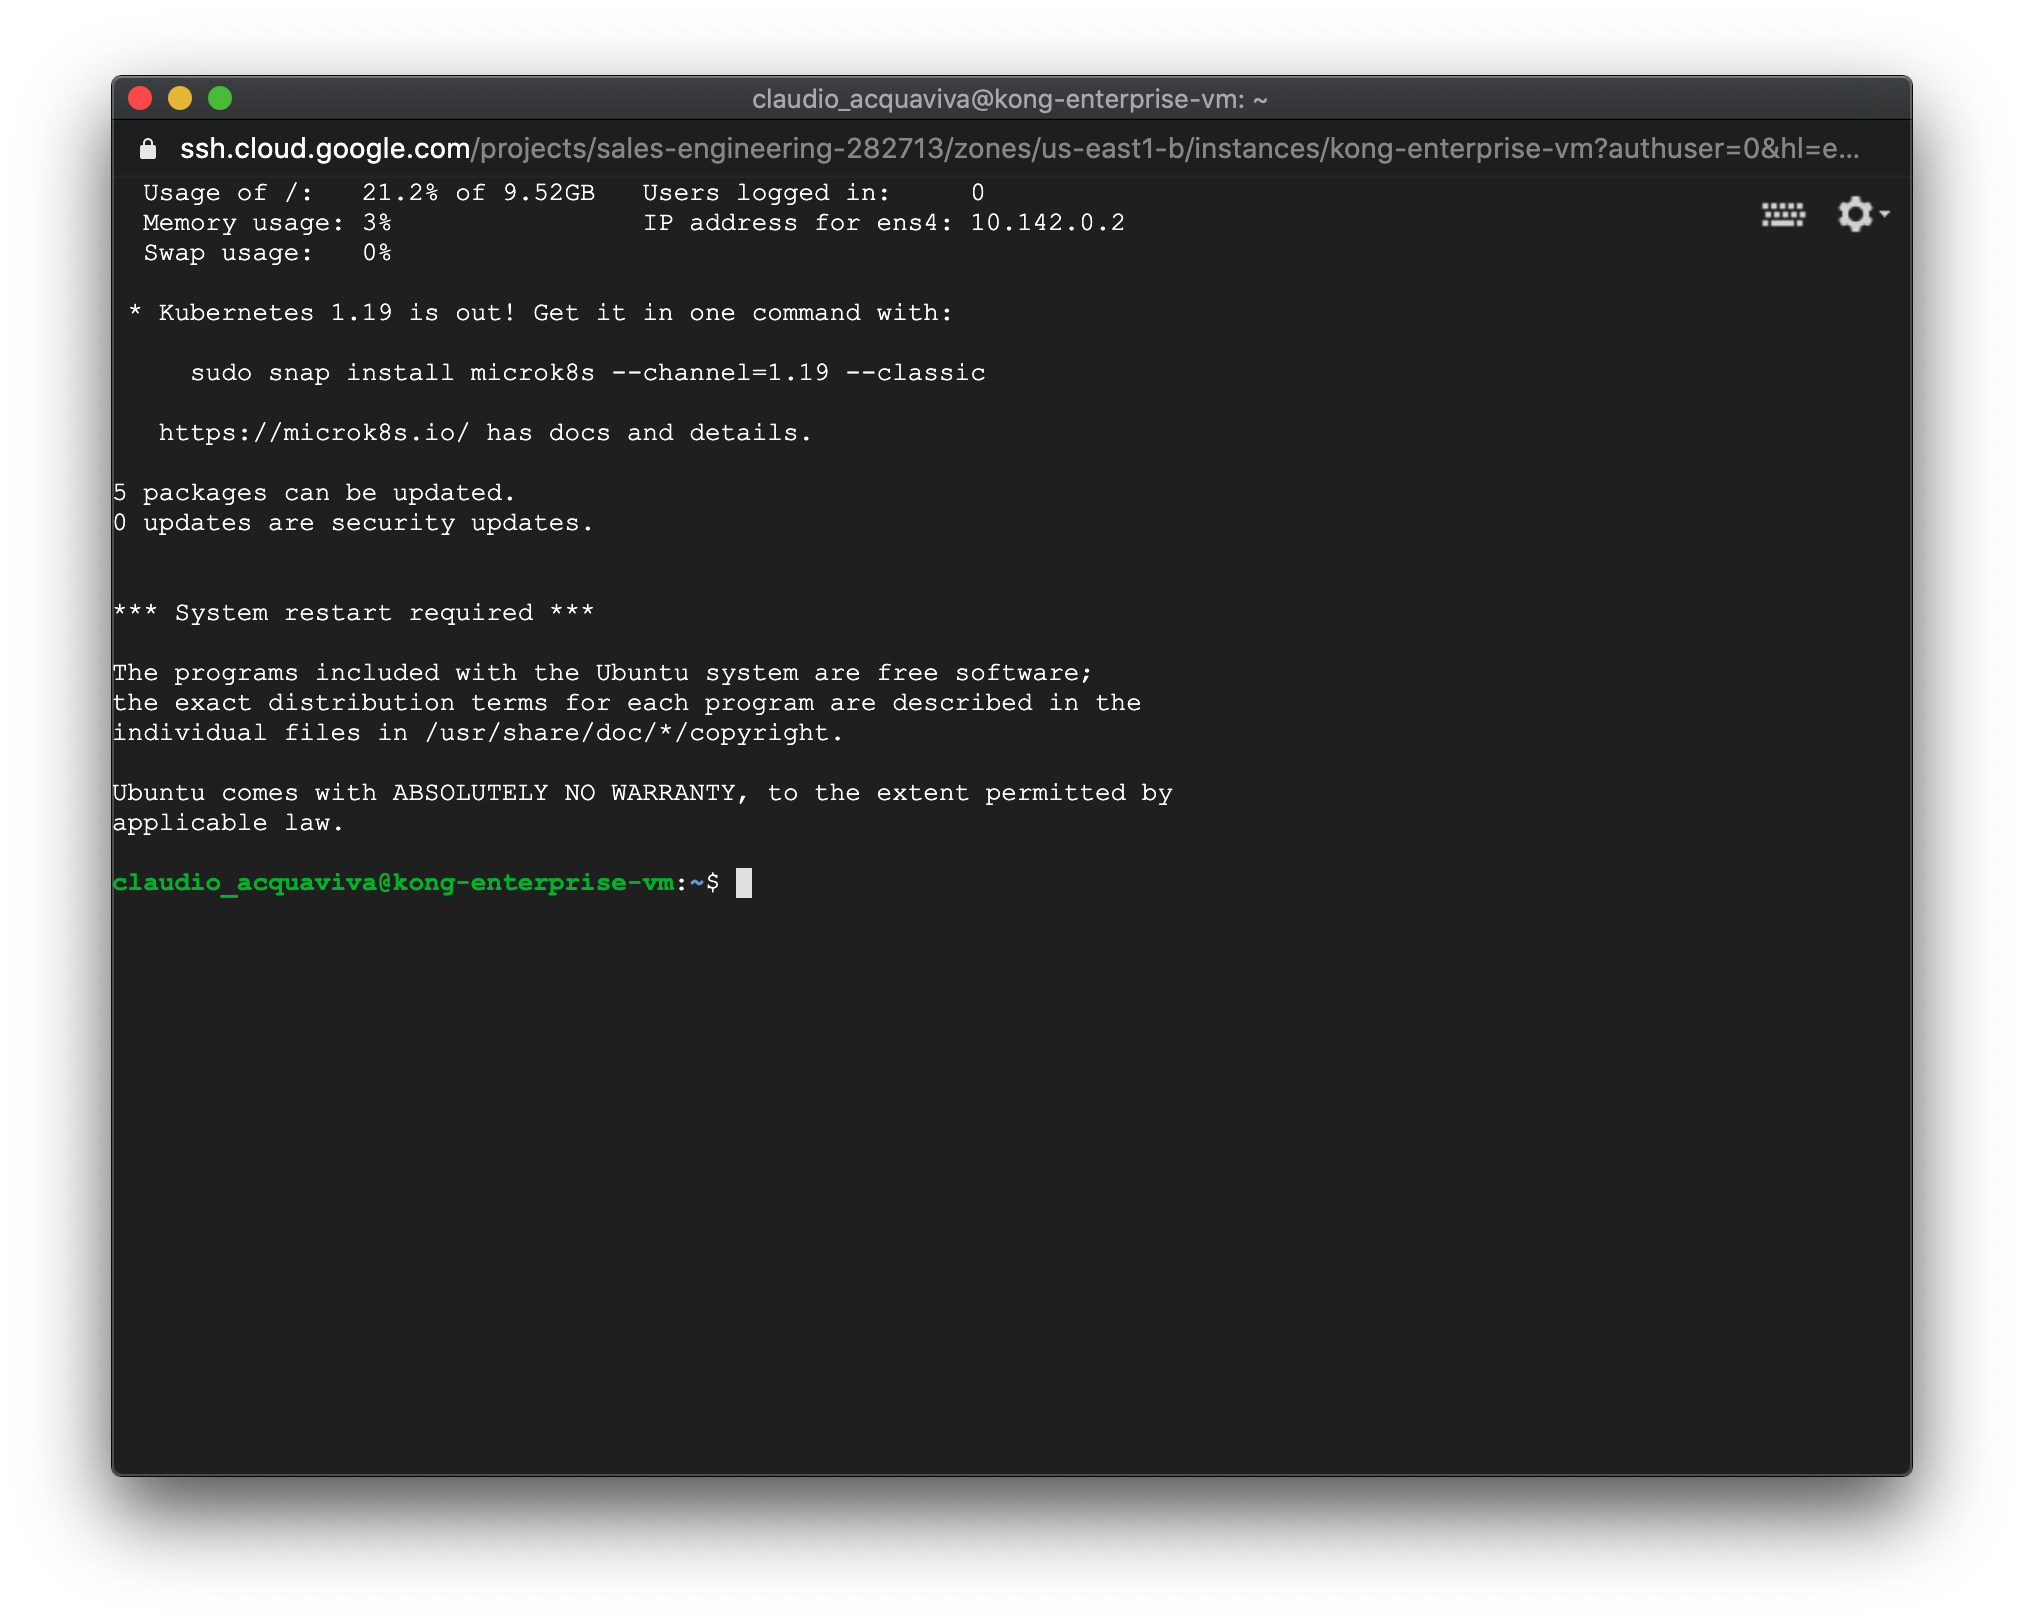 claudio_acquaviva@kong-enterprise-vm: ~
ssh.cloud.google.com/projects/sales-engineering-282713/zones/us-east1-b/instances/kong-enterprise-vm?authuser=0&hl=e...
Usage of /:   21.2% of 9.52GB   Users logged in:     0
Memory usage: 3%                IP address for ens4: 10.142.0.2
Swap usage:   0%
* Kubernetes 1.19 is out! Get it in one command with:
sudo snap install microk8s --channel=1.19 --classic
https://microk8s.io/ has docs and details.
5 packages can be updated.
0 updates are security updates.
*** System restart required ***
The programs included with the Ubuntu system are free software;
the exact distribution terms for each program are described in the
individual files in /usr/share/doc/*/copyright.
Ubuntu comes with ABSOLUTELY NO WARRANTY, to the extent permitted by
applicable law.
claudio_acquaviva@kong-enterprise-vm:~$